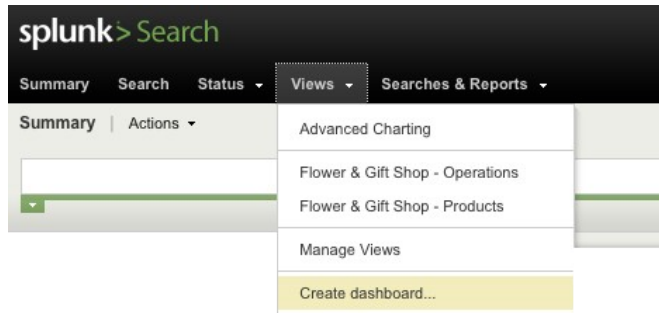 splunk> Search
Summary Search Status Views Searches & Reports
Summary | Actions
Advanced Charting
Flower & Gift Shop - Operations
Flower & Gift Shop - Products
Manage Views
Create dashboard...